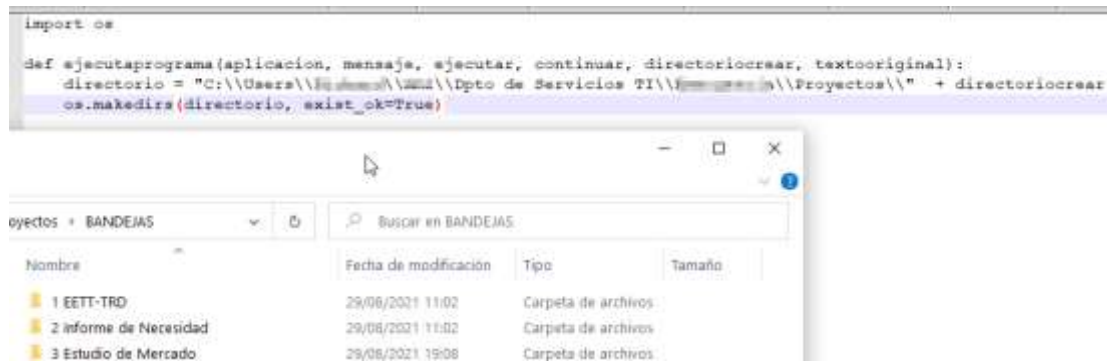 import os
def ejecutaprograma(aplicacion, mensaje, ejecutar, continuar, directoriocrear, textooriginal):
directorio = "C:\\Users\\ \\ \\Dpto de Servicios TI\\ \\Proyectos\\" + directoriocrear
os.makedirs(directorio, exist_ok=True)
oyectos › BANDEJAS Buscar en BANDEJAS
Nombre Fecha de modificación Tipo Tamaño
1 EETT-TRD 29/08/2021 11:02 Carpeta de archivos
2 Informe de Necesidad 29/08/2021 11:02 Carpeta de archivos
3 Estudio de Mercado 29/08/2021 19:08 Carpeta de archivos